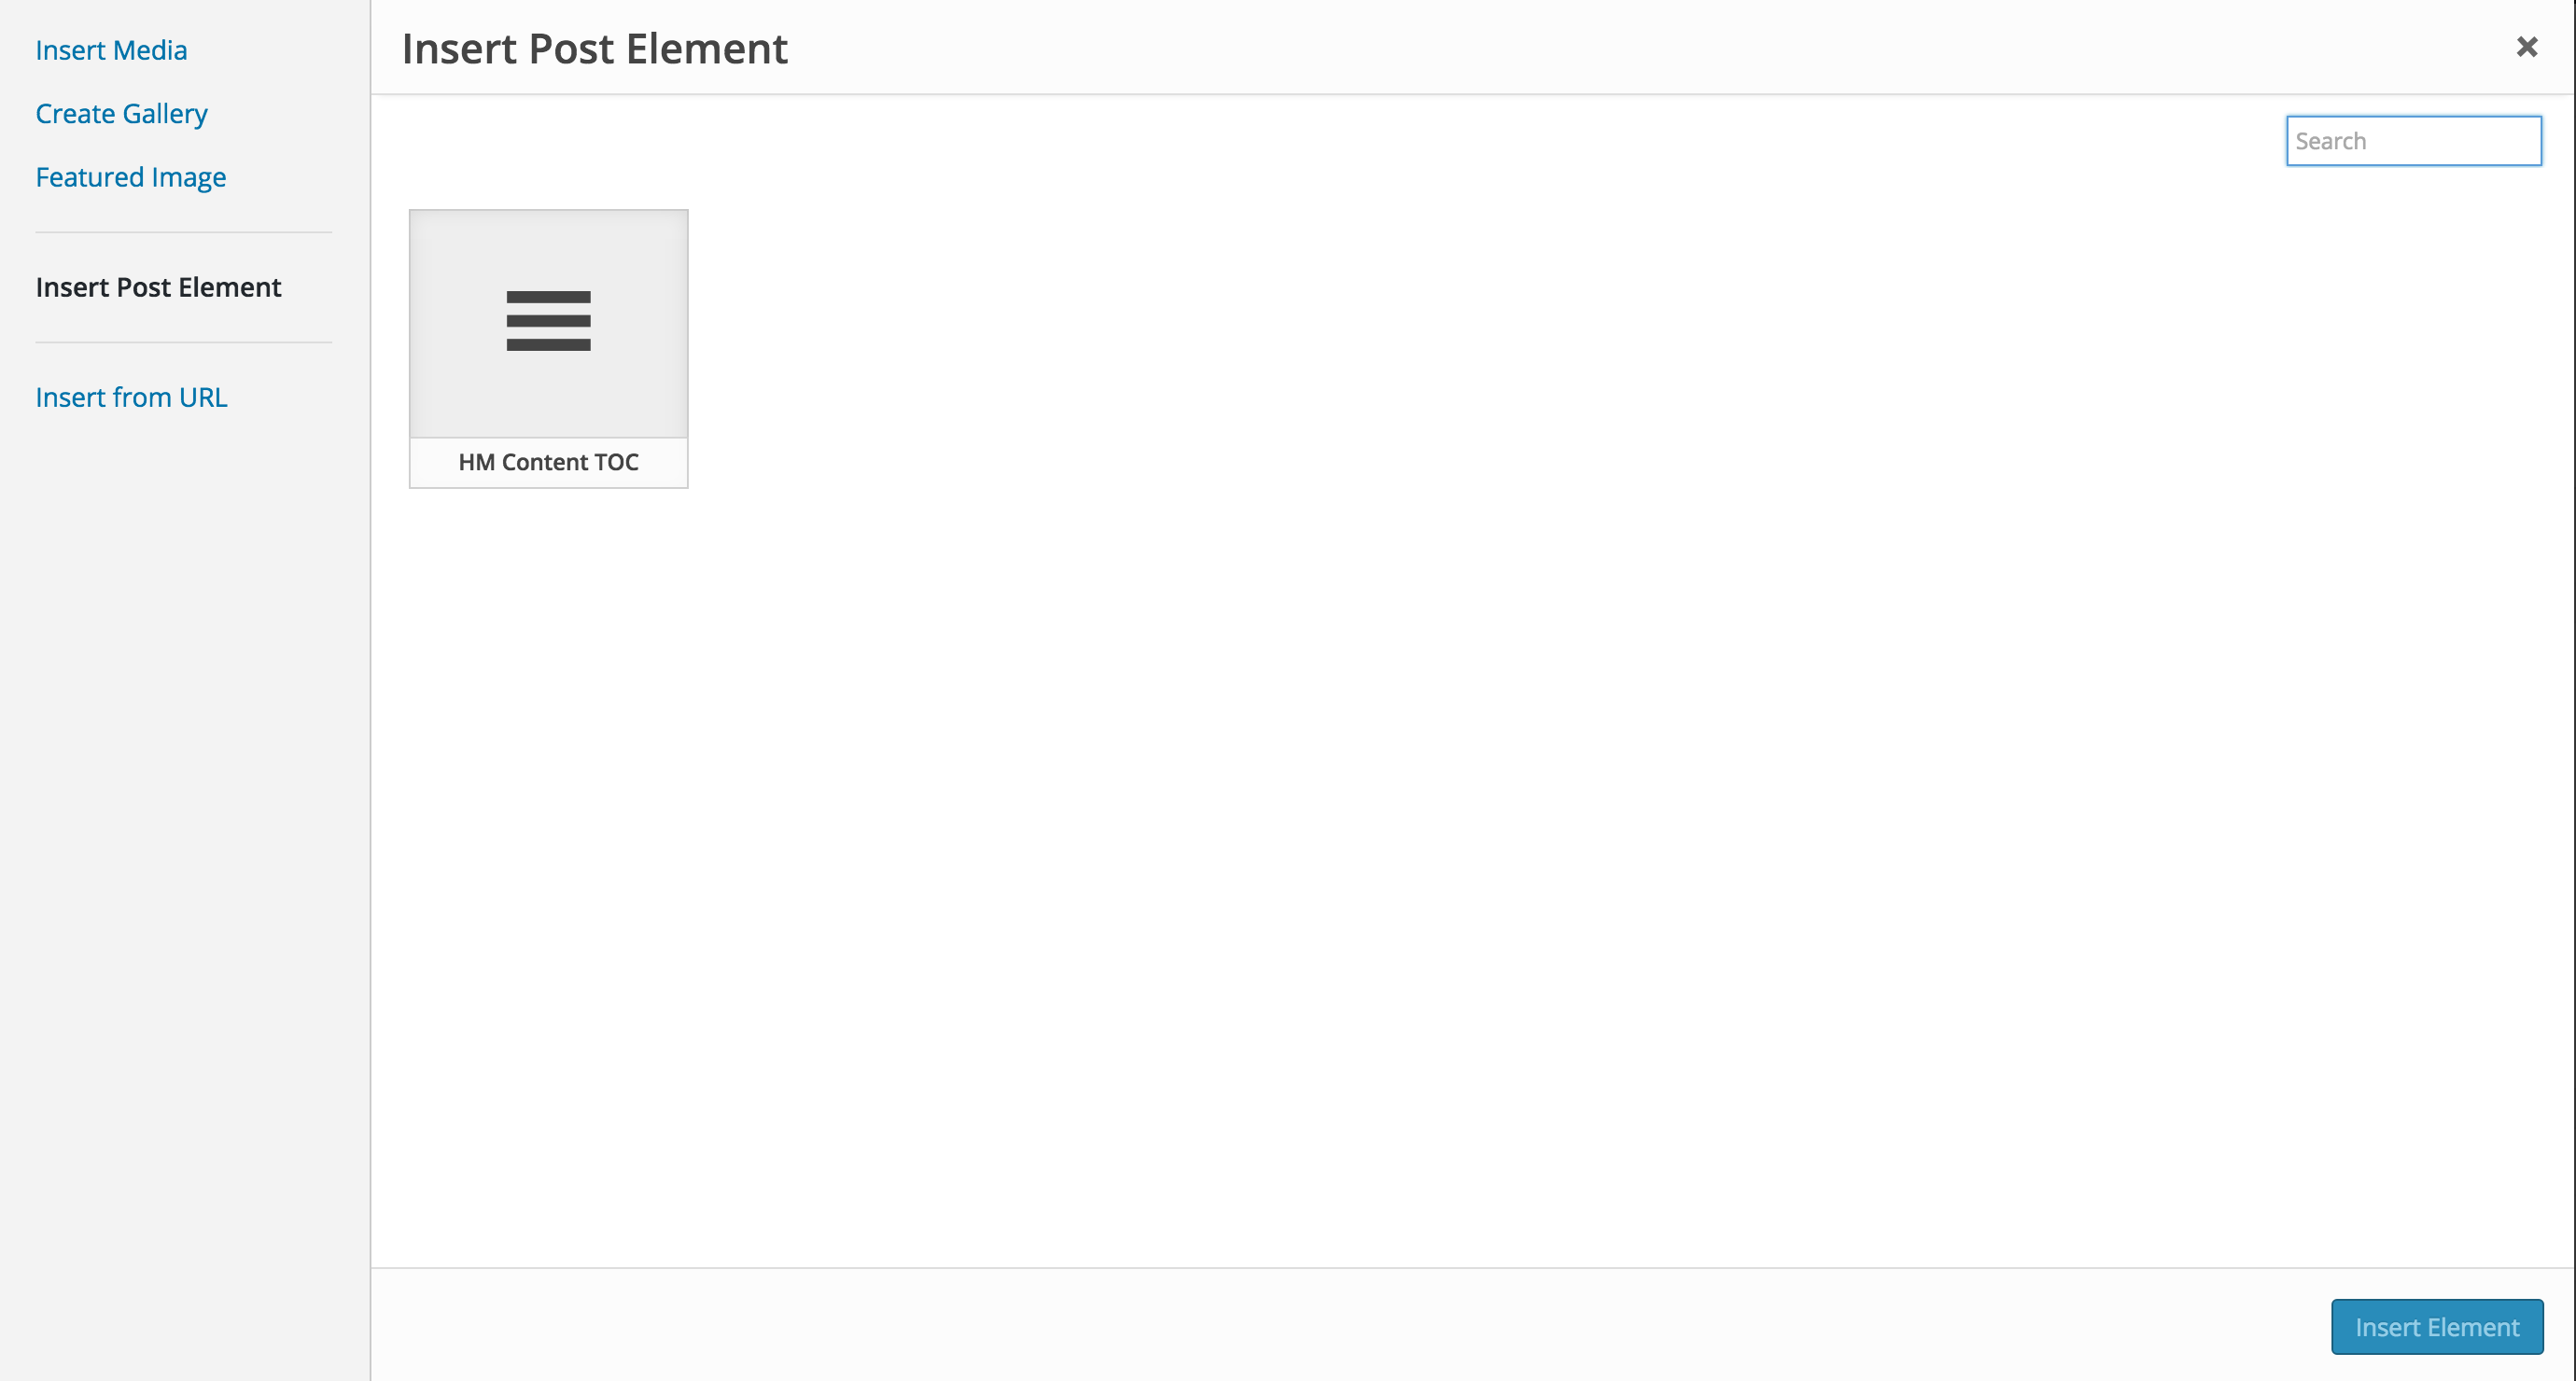 Insert Media
Create Gallery
Featured Image
Insert Post Element
Insert from URL
Insert Post Element
Search
HM Content TOC
Insert Element